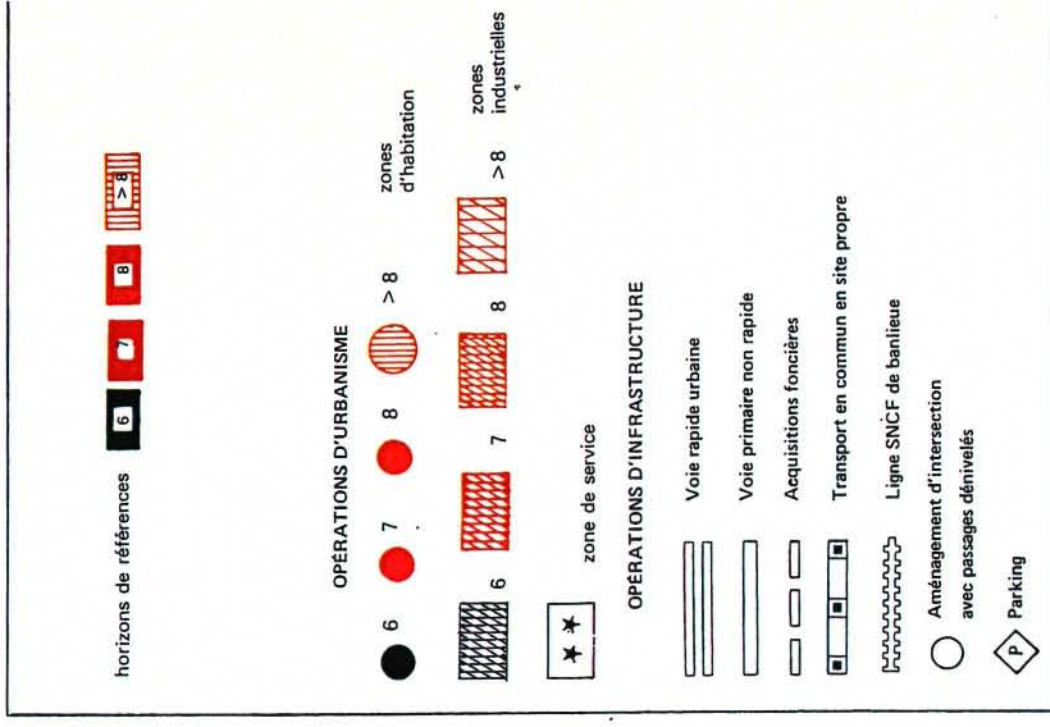 horizons de références 6 7 8 > 8
OPÉRATIONS D'URBANISME
6 7 8 > 8 zones
d'habitation
6 7 8 > 8 zones
industrielles
zone de service
OPÉRATIONS D'INFRASTRUCTURE
Voie rapide urbaine
Voie primaire non rapide
Acquisitions foncières
Transport en commun en site propre
Ligne SNCF de banlieue
Aménagement d'intersection
avec passages dénivelés
P Parking